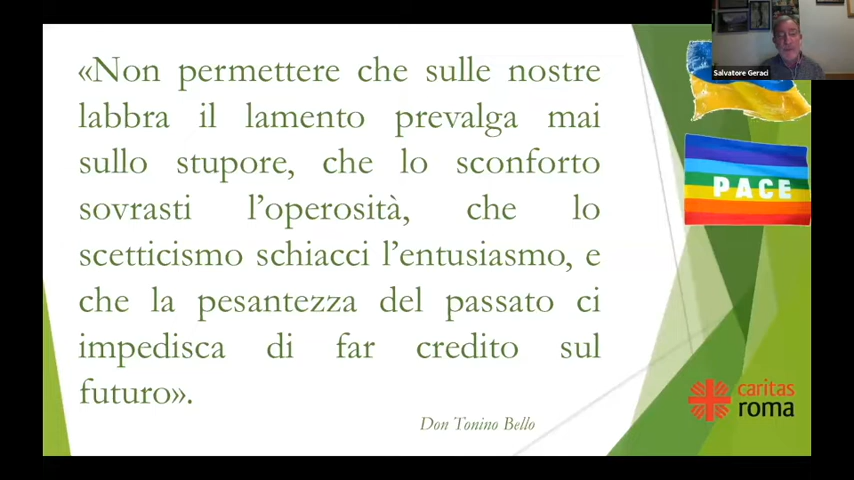 Salvatore Geraci
«Non permettere che sulle nostre
labbra il lamento prevalga mai
sullo stupore, che lo sconforto
sovrasti l'operosità, che lo
scetticismo schiacci l'entusiasmo, e
che la pesantezza del passato ci
impedisca di far credito sul
futuro».
Don Tonino Bello
PACE
caritas
roma